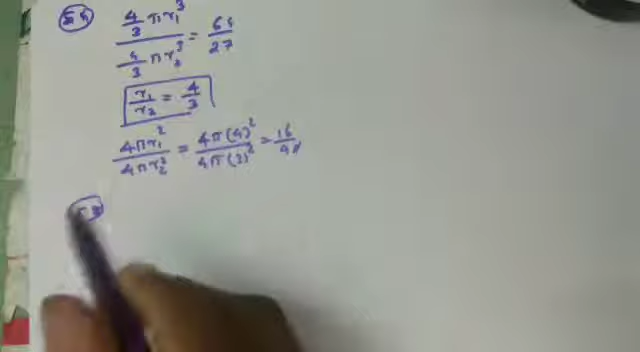 (4/3 πr₁³)/(4/3 πr₂³) = 64/27
r₁/r₂ = 4/3
4πr₁²/4πr₂² = 4π(4)²/4π(3)² = 16/9